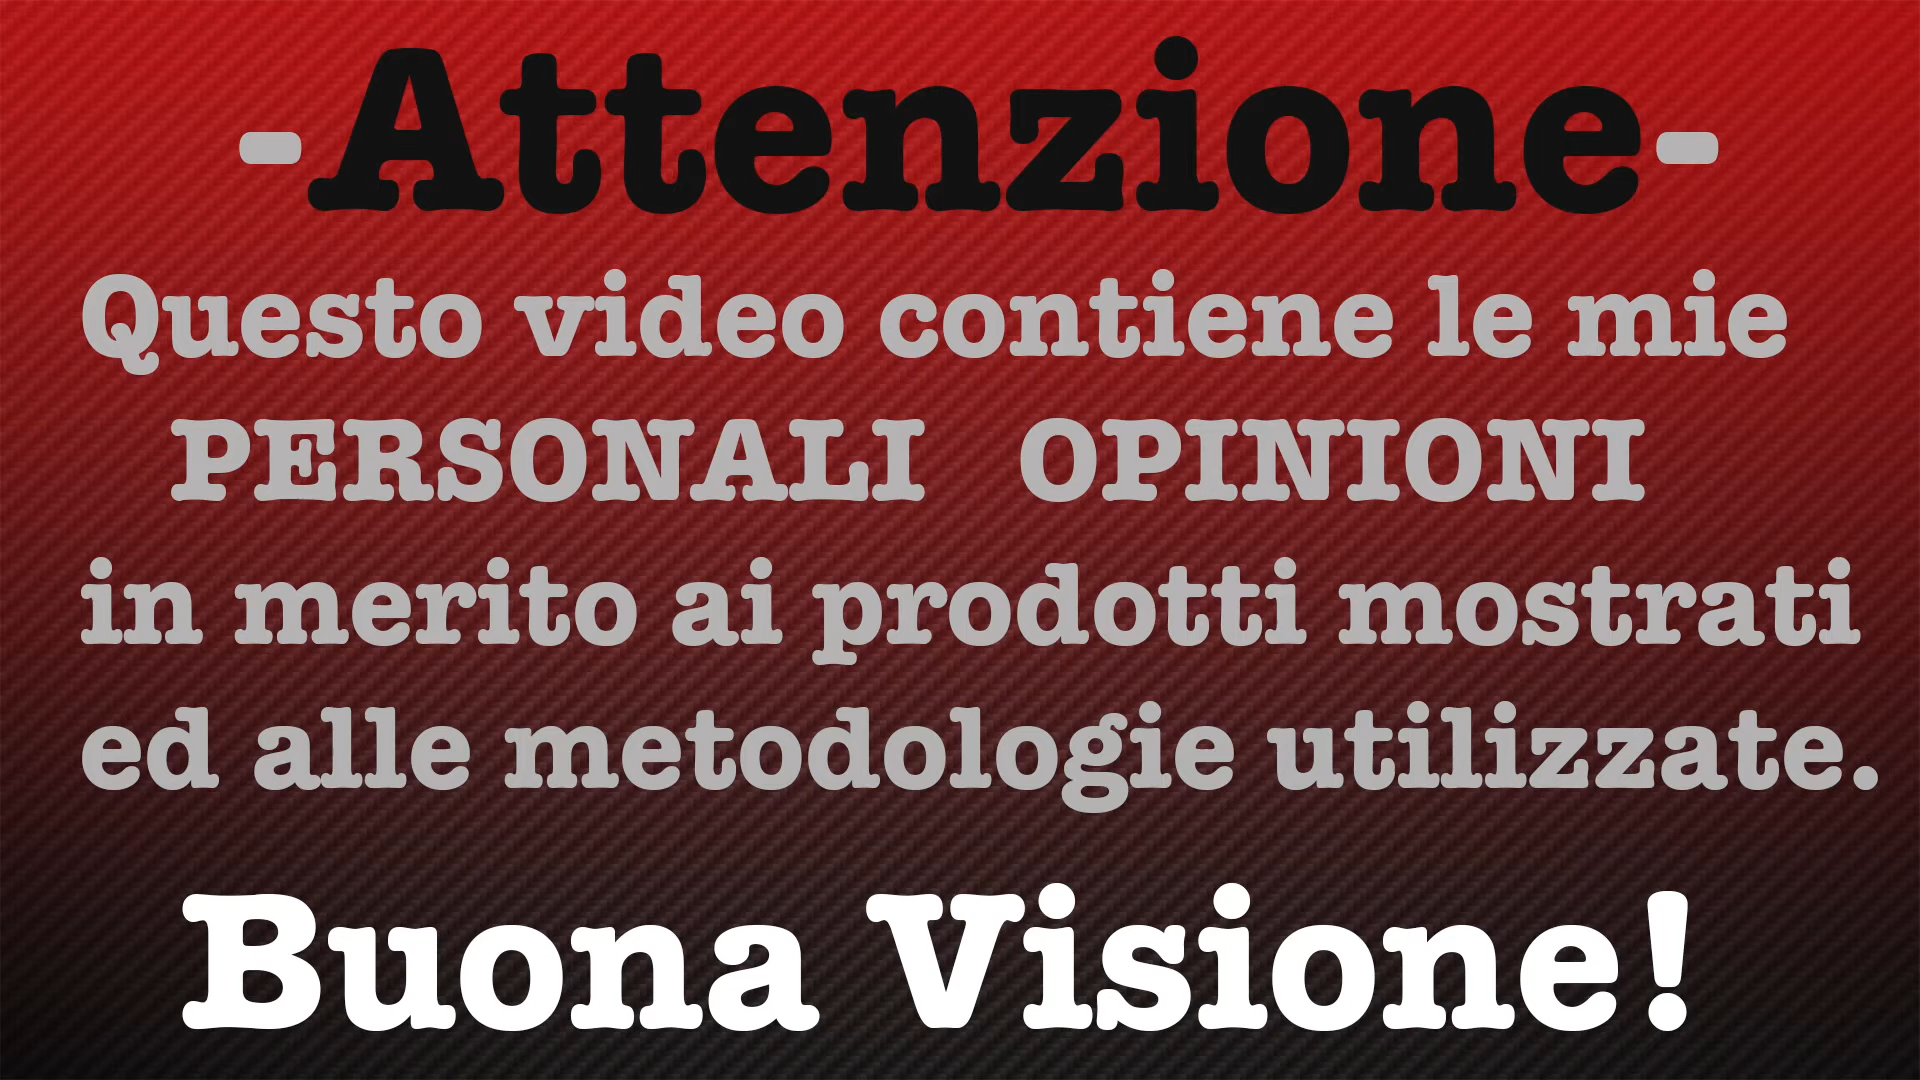 -Attenzione-
Questo video contiene le mie
PERSONALI OPINIONI
in merito ai prodotti mostrati
ed alle metodologie utilizzate.
Buona Visione!